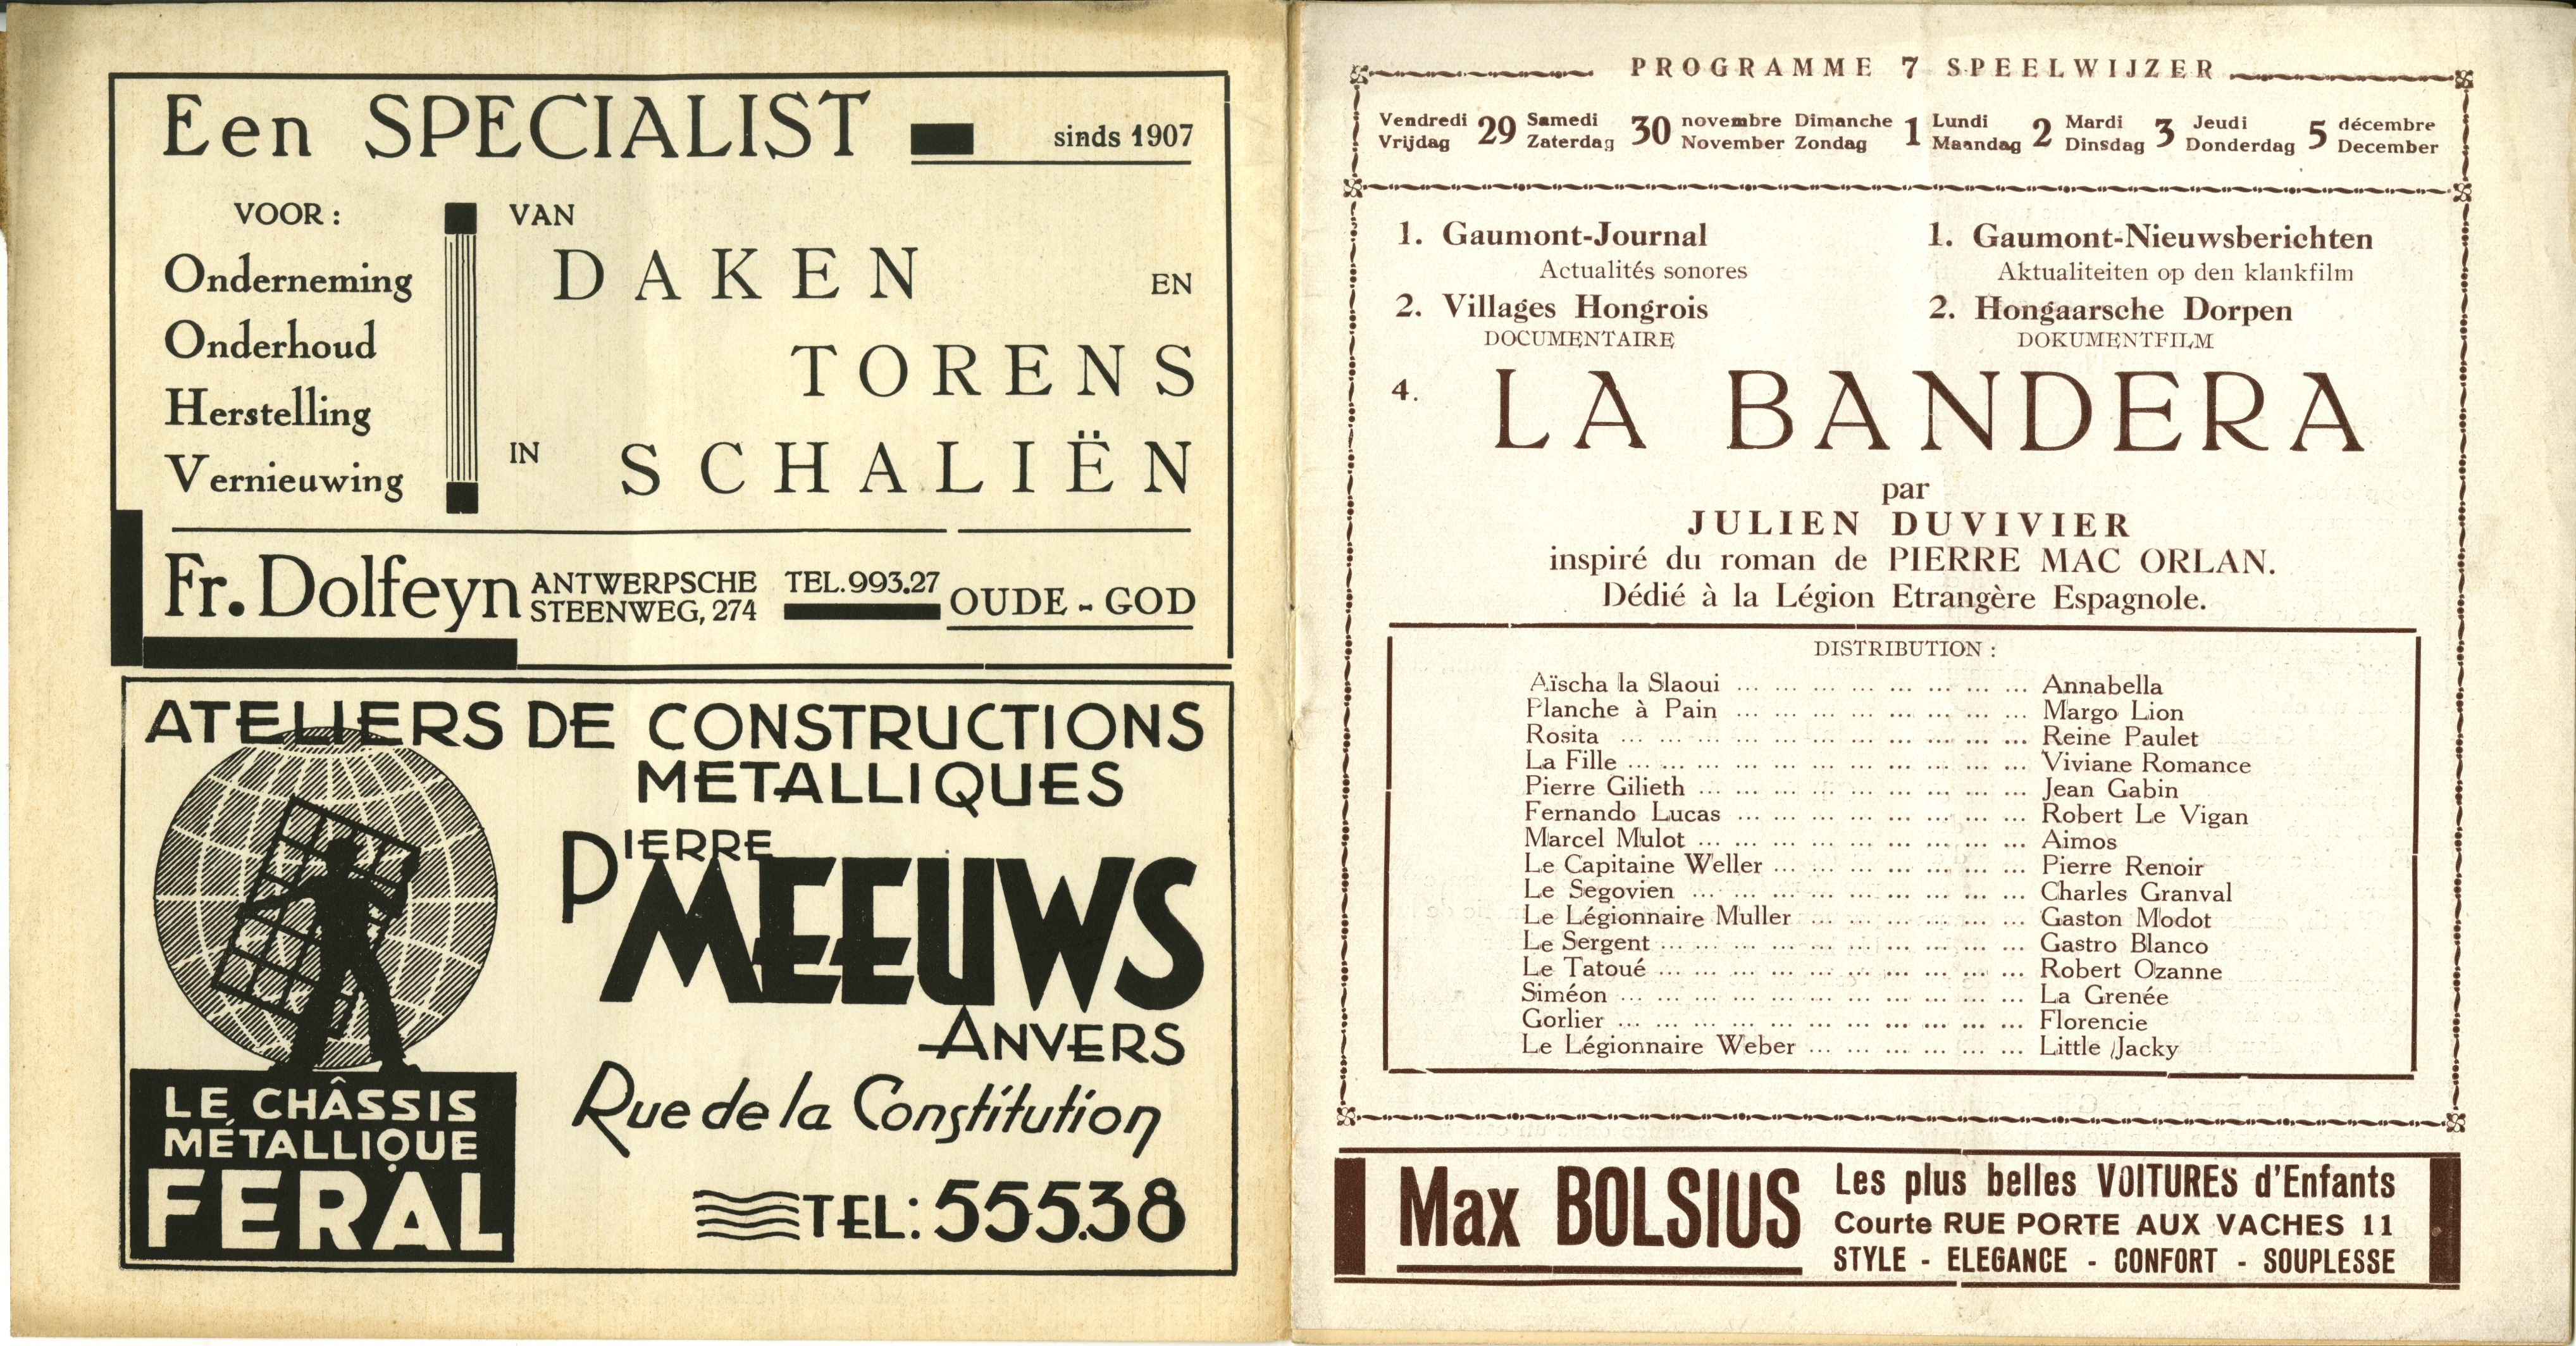 Een SPECIALIST sinds 1907
VOOR :
Onderneming
Onderhoud
Herstelling
Vernieuwing
VAN
DAKEN EN
TORENS
IN SCHALIËN
Fr. Dolfeyn ANTWERPSCHE STEENWEG, 274 TEL. 993.27 OUDE - GOD
ATELIERS DE CONSTRUCTIONS
METALLIQUES
PIERRE
MEEUWS
ANVERS
Rue de la Constitution
TEL: 555.38
LE CHÂSSIS
MÉTALLIQUE
FERAL
PROGRAMME 7 SPEELWIJZER
Vendredi 29 Samedi 30 novembre Dimanche 1 Lundi 2 Mardi 3 Jeudi 5 décembre
Vrijdag Zaterdag November Zondag Maandag Dinsdag Donderdag December
1. Gaumont-Journal
Actualités sonores
2. Villages Hongrois
DOCUMENTAIRE
1. Gaumont-Nieuwsberichten
Aktualiteiten op den klankfilm
2. Hongaarsche Dorpen
DOKUMENTFILM
4. LA BANDERA
par
JULIEN DUVIVIER
inspiré du roman de PIERRE MAC ORLAN.
Dédié à la Légion Etrangère Espagnole.
DISTRIBUTION :
Aïscha la Slaoui ... ... ... ... ... ... ... ... Annabella
Planche à Pain ... ... ... ... ... ... ... ... Margo Lion
Rosita ... ... ... ... ... ... ... ... ... ... ... Reine Paulet
La Fille ... ... ... ... ... ... ... ... ... ... ... Viviane Romance
Pierre Gilieth ... ... ... ... ... ... ... ... ... Jean Gabin
Fernando Lucas ... ... ... ... ... ... ... ... Robert Le Vigan
Marcel Mulot ... ... ... ... ... ... ... ... ... Aimos
Le Capitaine Weller ... ... ... ... ... ... ... Pierre Renoir
Le Segovien ... ... ... ... ... ... ... ... ... Charles Granval
Le Légionnaire Muller ... ... ... ... ... ... Gaston Modot
Le Sergent ... ... ... ... ... ... ... ... ... ... Gastro Blanco
Le Tatoué ... ... ... ... ... ... ... ... ... ... Robert Ozanne
Siméon ... ... ... ... ... ... ... ... ... ... ... La Grenée
Gorlier ... ... ... ... ... ... ... ... ... ... ... Florencie
Le Légionnaire Weber ... ... ... ... ... ... Little Jacky
Max BOLSIUS
Les plus belles VOITURES d'Enfants
Courte RUE PORTE AUX VACHES 11
STYLE - ELEGANCE - CONFORT - SOUPLESSE